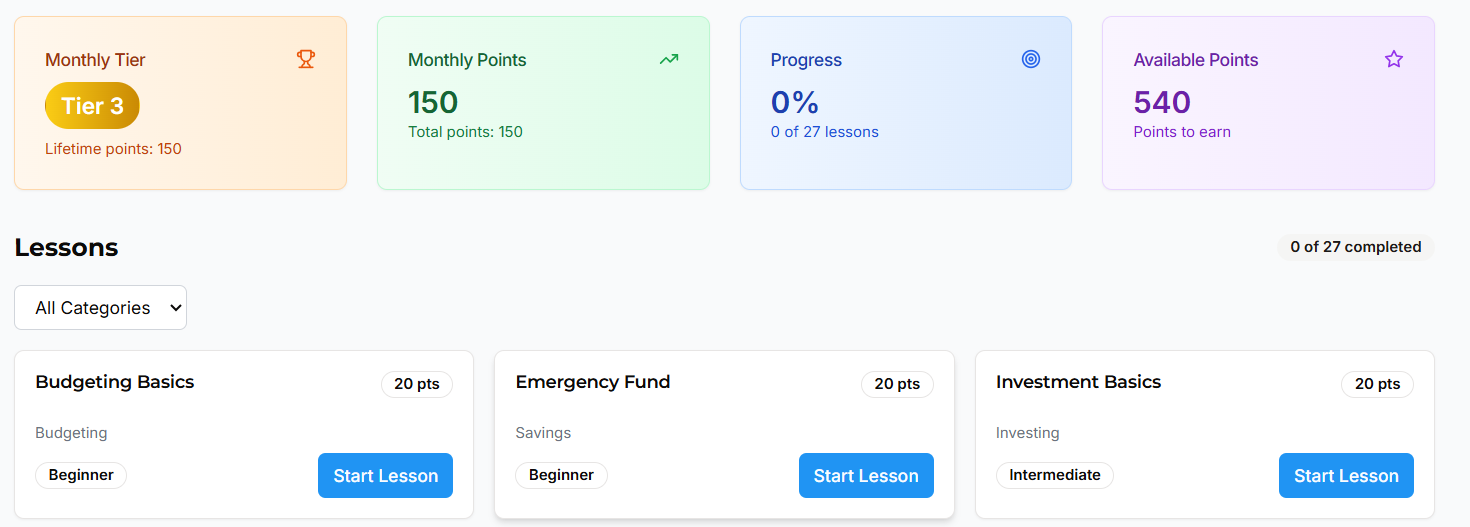 Monthly Tier
Tier 3
Lifetime points: 150
Monthly Points
150
Total points: 150
Progress
0%
0 of 27 lessons
Available Points
540
Points to earn
Lessons
0 of 27 completed
All Categories
Budgeting Basics
20 pts
Budgeting
Beginner
Start Lesson
Emergency Fund
20 pts
Savings
Beginner
Start Lesson
Investment Basics
20 pts
Investing
Intermediate
Start Lesson